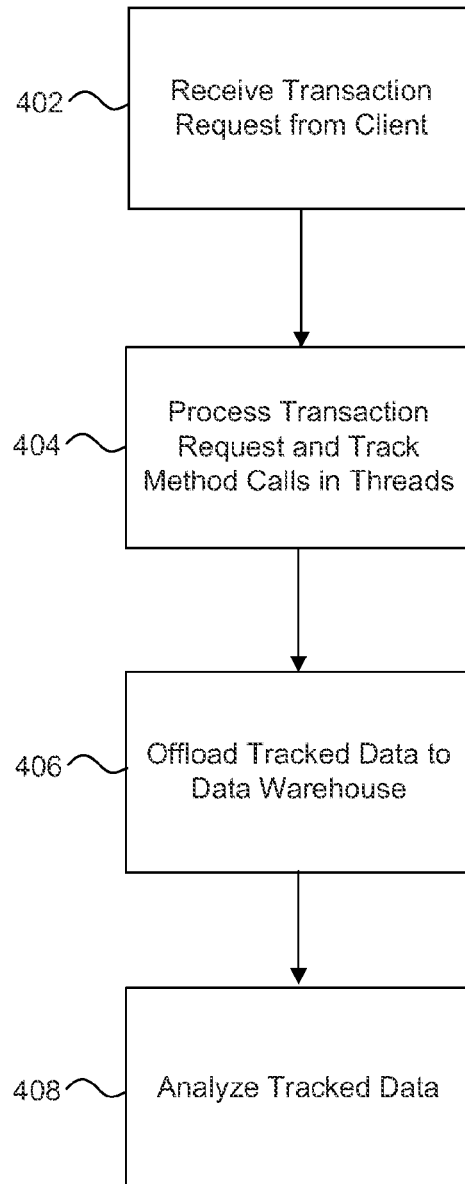 402
Receive Transaction
Request from Client
404
Process Transaction
Request and Track
Method Calls in Threads
406
Offload Tracked Data to
Data Warehouse
408
Analyze Tracked Data